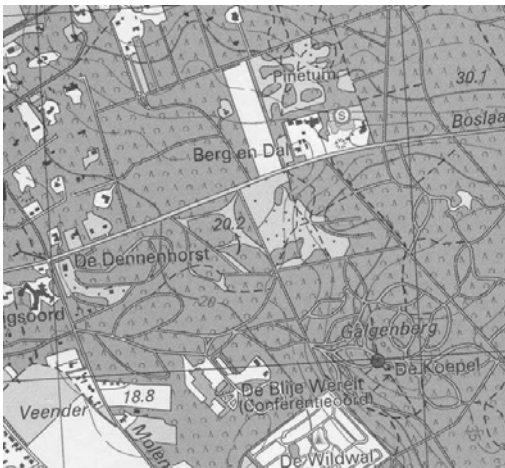 Pinetum
30.1
S
Boslaa
Berg en Dal
20.2
De Dennenhorst
20
gsoord
Galgenberg
De Koepel
De Blije Werelt
(Conferentieoord)
18.8
Veender
Molen
De Wildwal